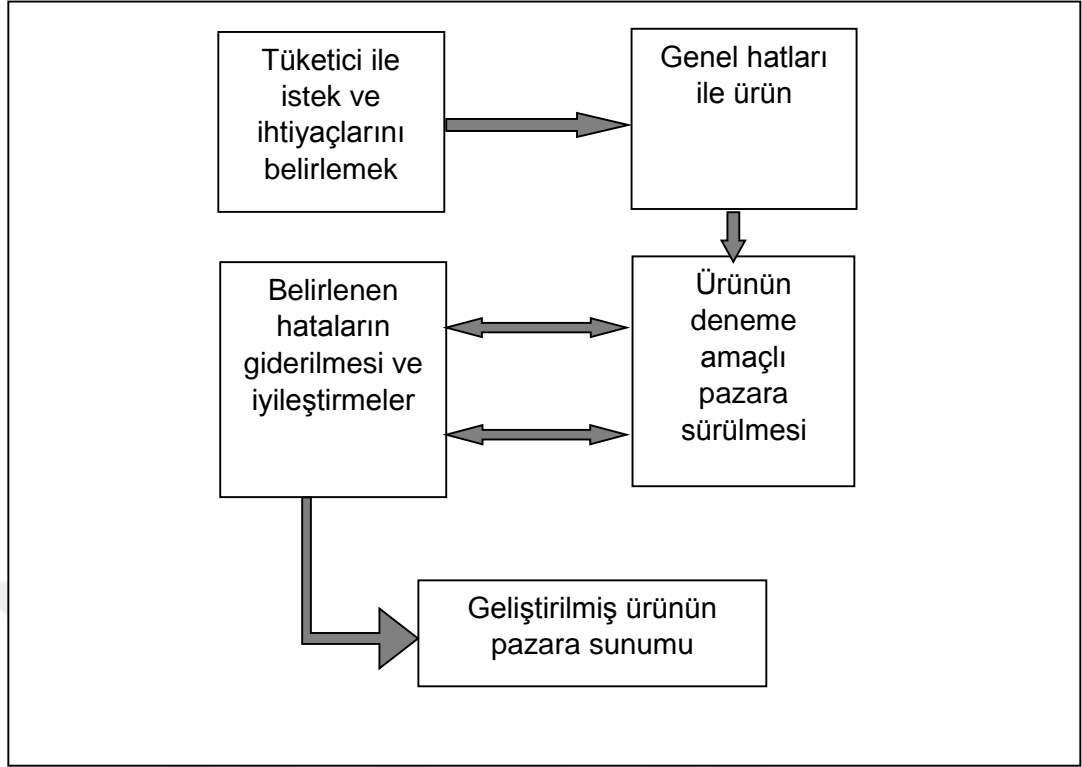 Tüketici ile
istek ve
ihtiyaçlarını
belirlemek
Genel hatları
ile ürün
Ürünün
deneme
amaçlı
pazara
sürülmesi
Belirlenen
hataların
giderilmesi ve
iyileştirmeler
Geliştirilmiş ürünün
pazara sunumu